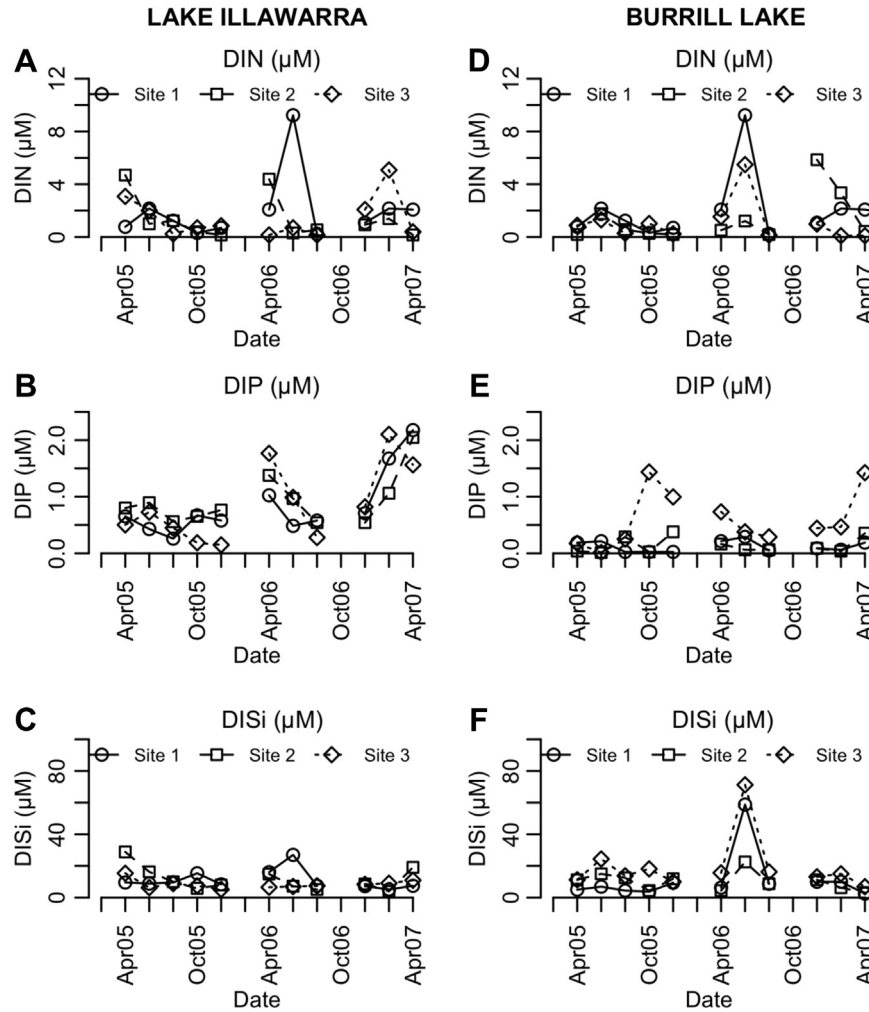 LAKE ILLAWARRA
BURRILL LAKE
A
DIN (µM)
12
8
4
0
DIN (µM)
Site 1
Site 2
Site 3
Apr05
Oct05
Apr06
Oct06
Apr07
Date
D
DIN (µM)
12
8
4
0
DIN (µM)
Site 1
Site 2
Site 3
Apr05
Oct05
Apr06
Oct06
Apr07
Date
B
DIP (µM)
2.0
1.0
0.0
DIP (µM)
Apr05
Oct05
Apr06
Oct06
Apr07
Date
E
DIP (µM)
2.0
1.0
0.0
DIP (µM)
Apr05
Oct05
Apr06
Oct06
Apr07
Date
C
DISi (µM)
80
40
0
DISi (µM)
Site 1
Site 2
Site 3
Apr05
Oct05
Apr06
Oct06
Apr07
Date
F
DISi (µM)
80
40
0
DISi (µM)
Site 1
Site 2
Site 3
Apr05
Oct05
Apr06
Oct06
Apr07
Date